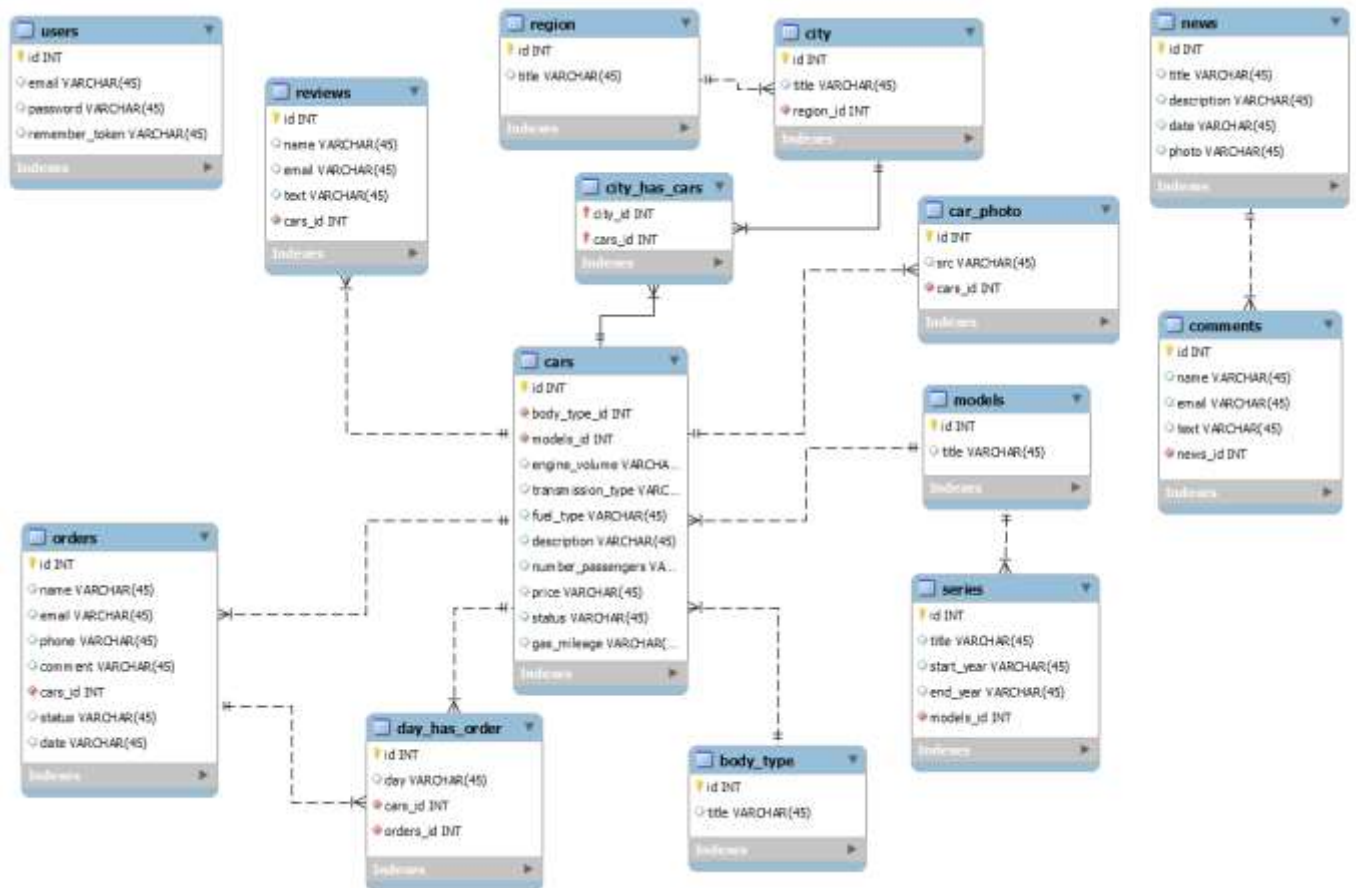 users
id INT
email VARCHAR(45)
password VARCHAR(45)
remember_token VARCHAR(45)
Indexes
reviews
id INT
name VARCHAR(45)
email VARCHAR(45)
text VARCHAR(45)
cars_id INT
Indexes
region
id INT
title VARCHAR(45)
Indexes
city
id INT
title VARCHAR(45)
region_id INT
Indexes
news
id INT
title VARCHAR(45)
description VARCHAR(45)
date VARCHAR(45)
photo VARCHAR(45)
Indexes
city_has_cars
city_id INT
cars_id INT
Indexes
car_photo
id INT
src VARCHAR(45)
cars_id INT
Indexes
comments
id INT
name VARCHAR(45)
email VARCHAR(45)
text VARCHAR(45)
news_id INT
Indexes
cars
id INT
body_type_id INT
models_id INT
engine_volume VARCHA...
transmission_type VARC...
fuel_type VARCHAR(45)
description VARCHAR(45)
number_passengers VA...
price VARCHAR(45)
status VARCHAR(45)
gas_mileage VARCHAR(...
Indexes
models
id INT
title VARCHAR(45)
Indexes
orders
id INT
name VARCHAR(45)
email VARCHAR(45)
phone VARCHAR(45)
comment VARCHAR(45)
cars_id INT
status VARCHAR(45)
date VARCHAR(45)
Indexes
series
id INT
title VARCHAR(45)
start_year VARCHAR(45)
end_year VARCHAR(45)
models_id INT
Indexes
day_has_order
id INT
day VARCHAR(45)
cars_id INT
orders_id INT
Indexes
body_type
id INT
title VARCHAR(45)
Indexes